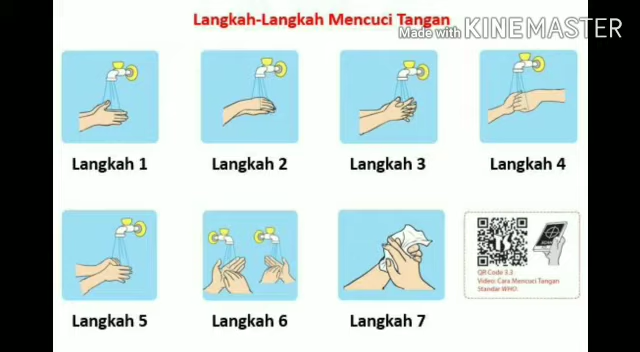 Langkah-Langkah Mencuci Tangan
Made with KINEMASTER
Langkah 1
Langkah 2
Langkah 3
Langkah 4
Langkah 5
Langkah 6
Langkah 7
QR Code 3.3
Video: Cara Mencuci Tangan
Standar WHO.